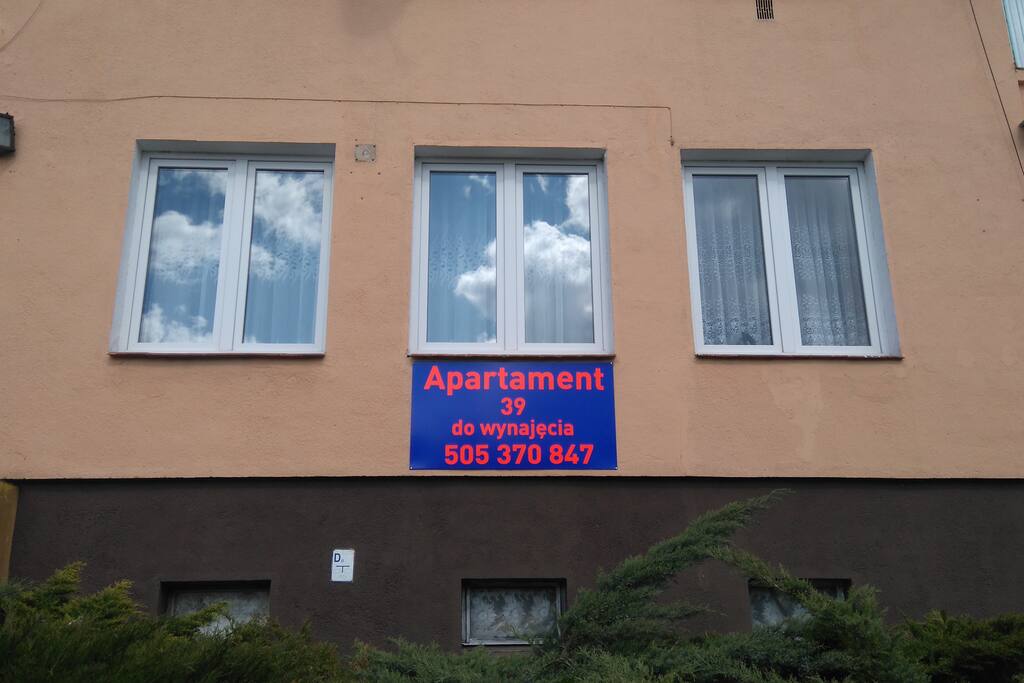 Apartament
39
do wynajęcia
505 370 847
D